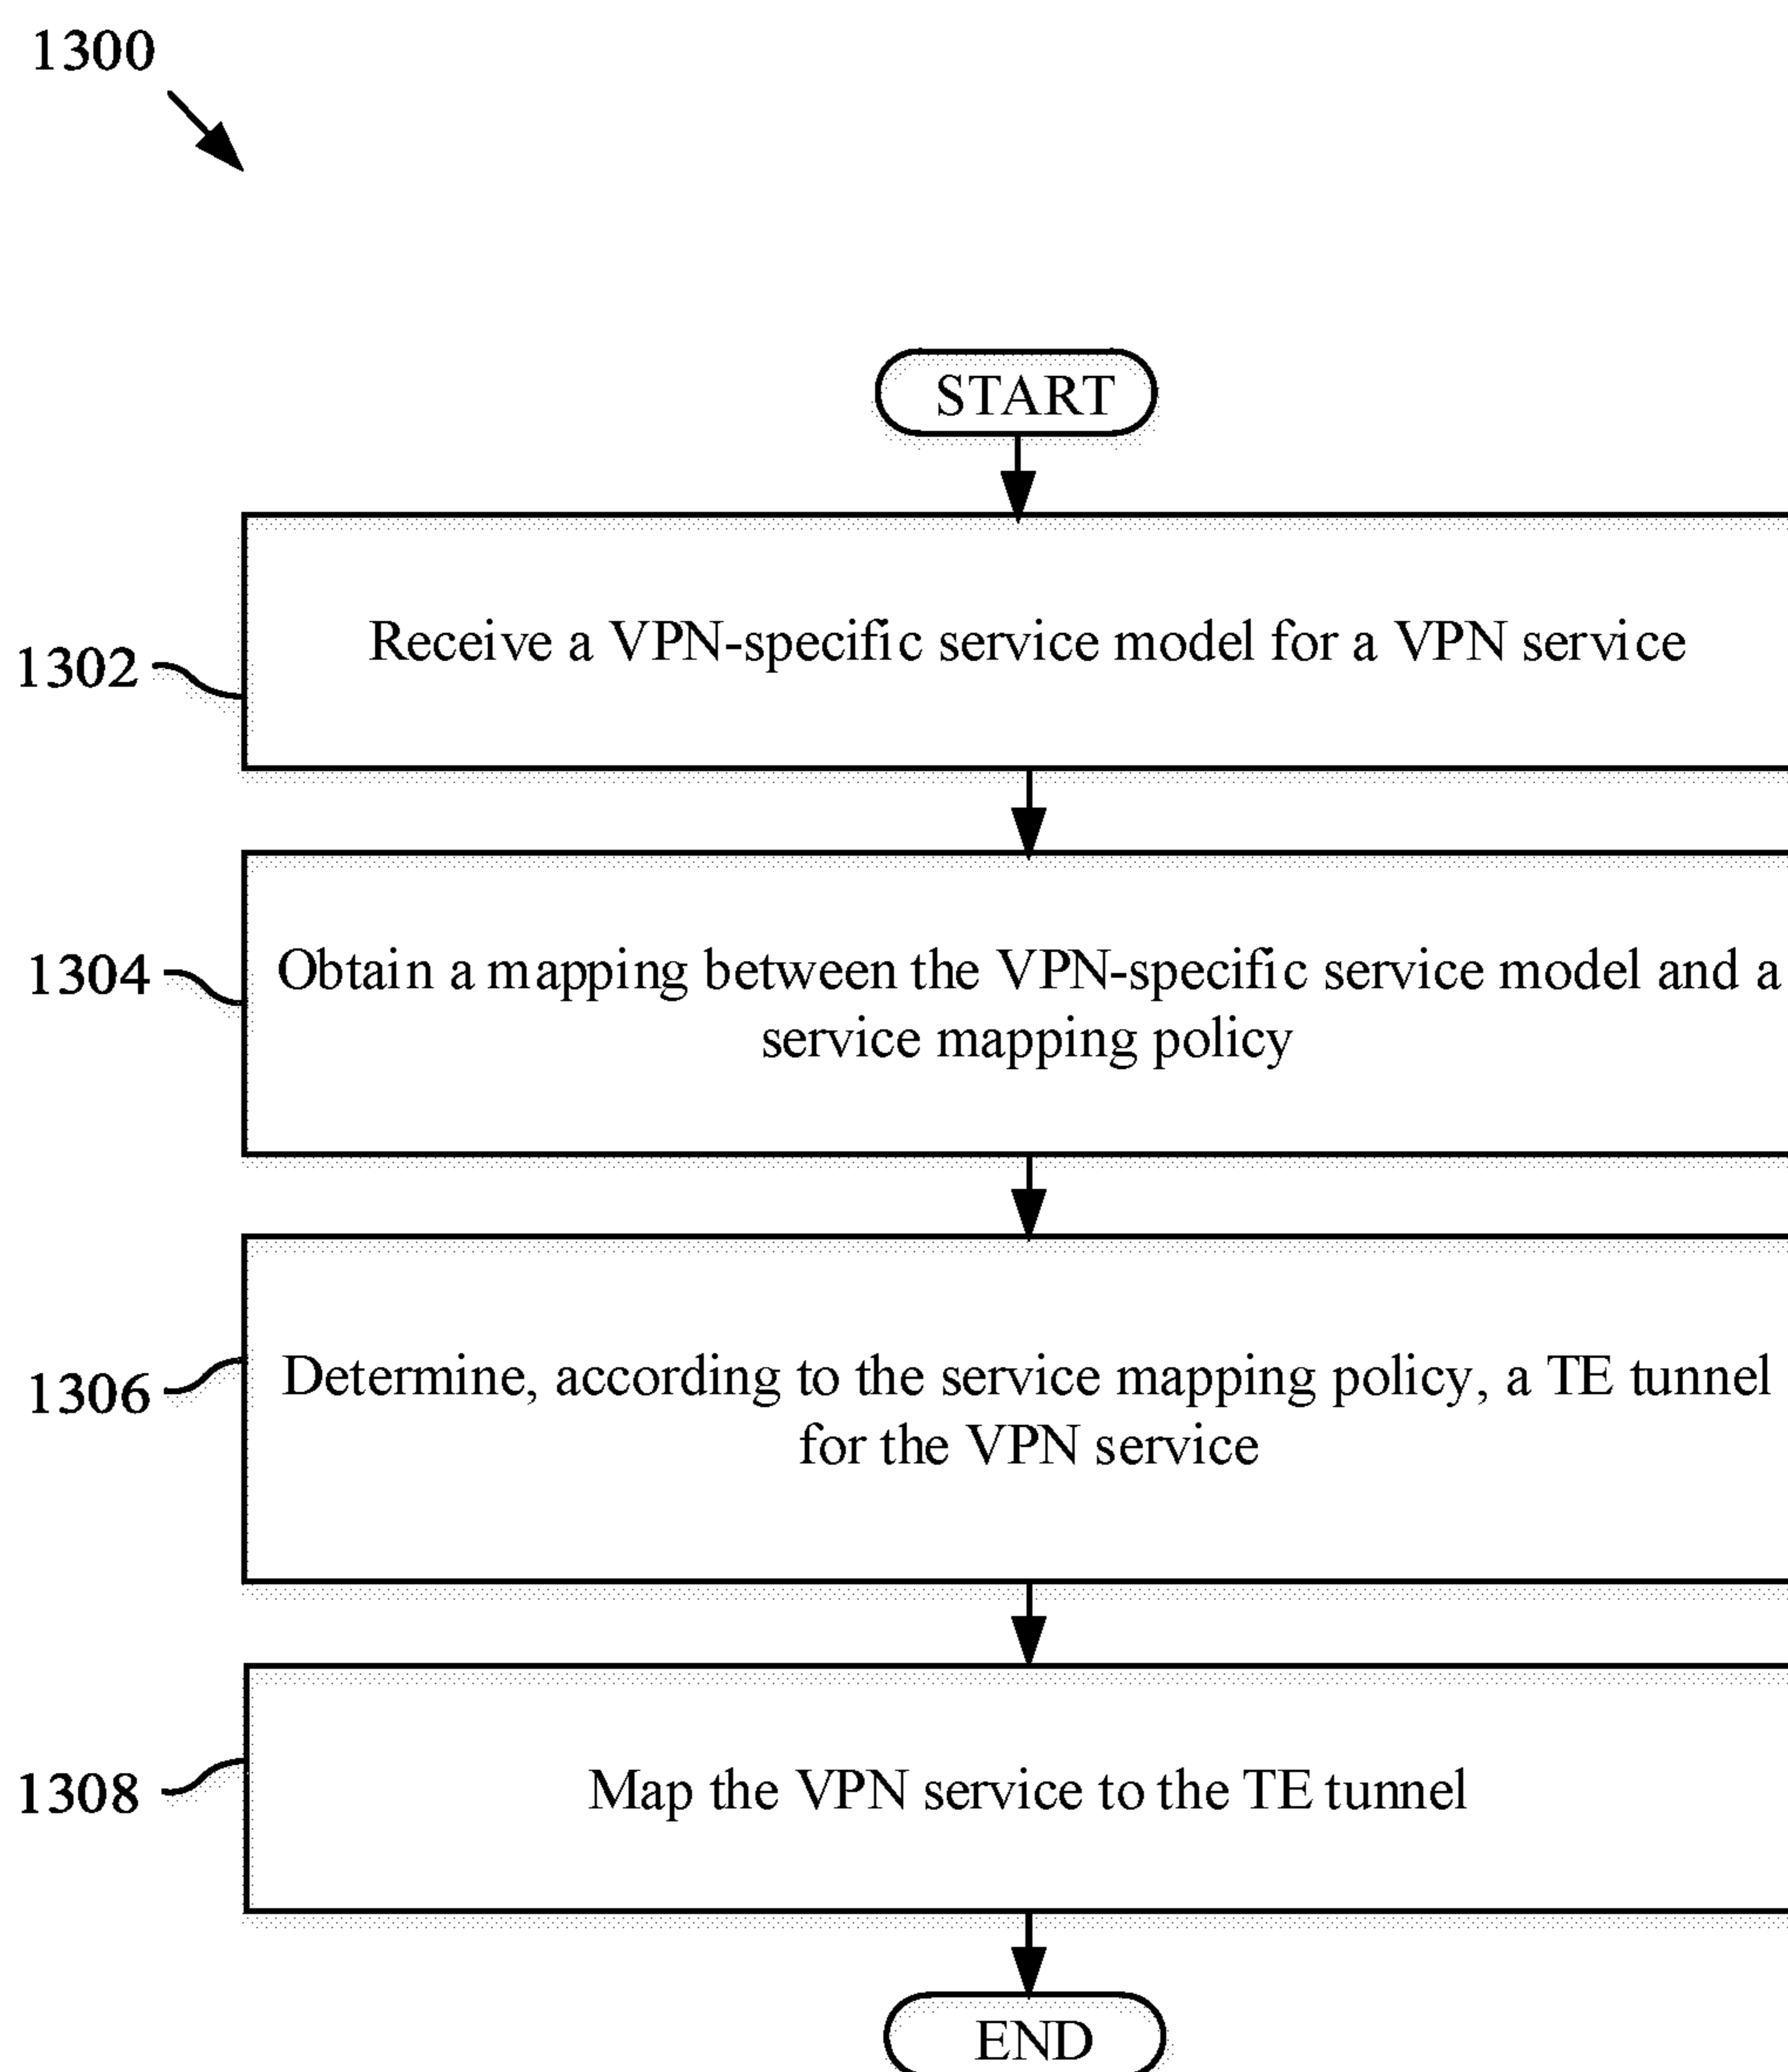 1300
START
1302
Receive a VPN-specific service model for a VPN service
1304
Obtain a mapping between the VPN-specific service model and a
service mapping policy
1306
Determine, according to the service mapping policy, a TE tunnel
for the VPN service
1308
Map the VPN service to the TE tunnel
END